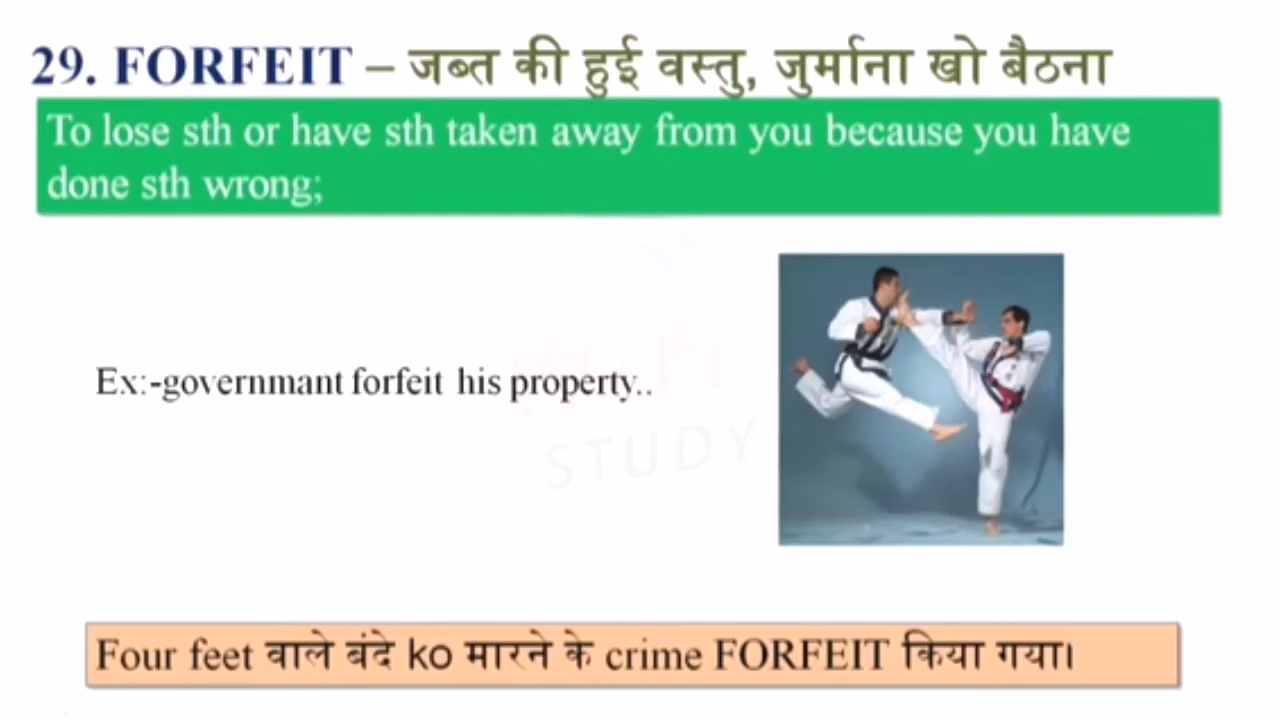 29. FORFEIT – जब्त की हुई वस्तु, जुर्माना खो बैठना
To lose sth or have sth taken away from you because you have
done sth wrong;
Ex:-governmant forfeit his property..
STUDY
Four feet वाले बंदे ko मारने के crime FORFEIT किया गया।